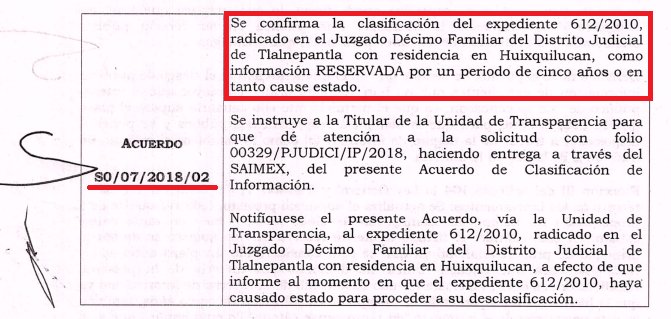 Se confirma la clasificación del expediente 612/2010,
radicado en el Juzgado Décimo Familiar del Distrito Judicial
de Tlalnepantla con residencia en Huixquilucan, como
información RESERVADA por un periodo de cinco años o en
tanto cause estado.
ACUERDO
S0/07/2018/02
Se instruye a la Titular de la Unidad de Transparencia para
que dé atención a la solicitud con folio
00329/PJUDICI/IP/2018, haciendo entrega a través del
SAIMEX, del presente Acuerdo de Clasificación de
Información.
Notifíquese el presente Acuerdo, vía la Unidad de
Transparencia, al expediente 612/2010, radicado en el
Juzgado Décimo Familiar del Distrito Judicial de
Tlalnepantla con residencia en Huixquilucan, a efecto de que
informe al momento en que el expediente 612/2010, haya
causado estado para proceder a su desclasificación.